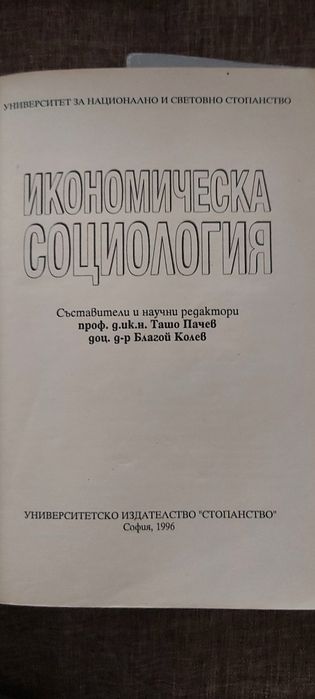 УНИВЕРСИТЕТ ЗА НАЦИОНАЛНО И СВЕТОВНО СТОПАНСТВО
ИКОНОМИЧЕСКА
СОЦИОЛОГИЯ
Съставители и научни редактори
проф. д.ик.н. Ташо Пачев
доц. д-р Благой Колев
УНИВЕРСИТЕТСКО ИЗДАТЕЛСТВО "СТОПАНСТВО"
София, 1996